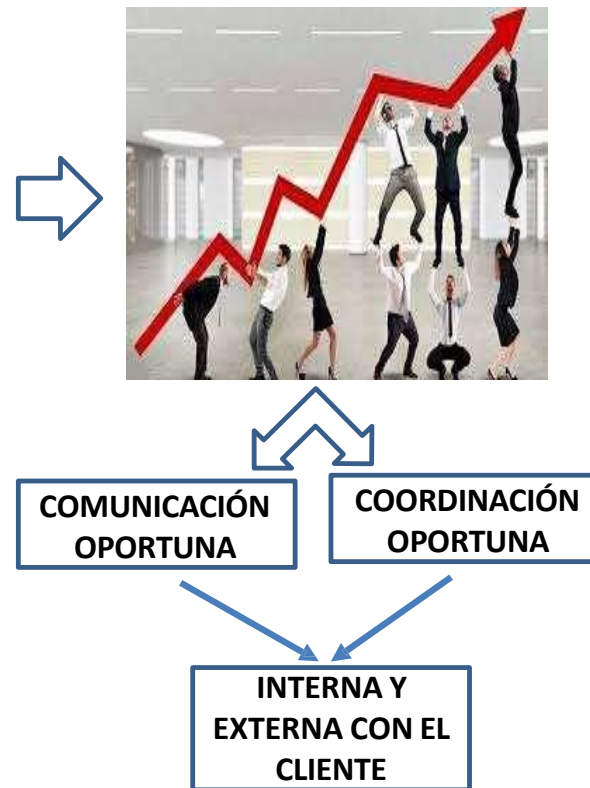 COMUNICACIÓN
OPORTUNA
COORDINACIÓN
OPORTUNA
INTERNA Y
EXTERNA CON EL
CLIENTE